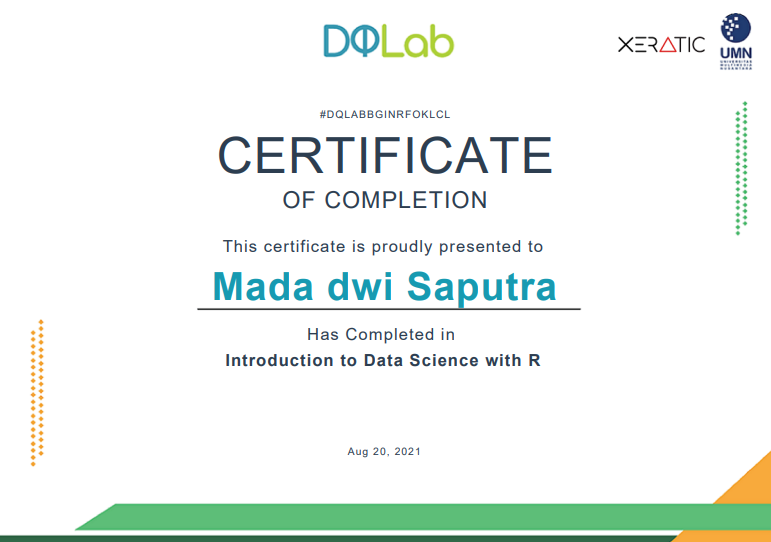 DQLab
XERATIC
UMN
UNIVERSITAS
MULTIMEDIA
NUSANTARA
#DQLABBGINRFOKLCL
CERTIFICATE
OF COMPLETION
This certificate is proudly presented to
Mada dwi Saputra
Has Completed in
Introduction to Data Science with R
Aug 20, 2021